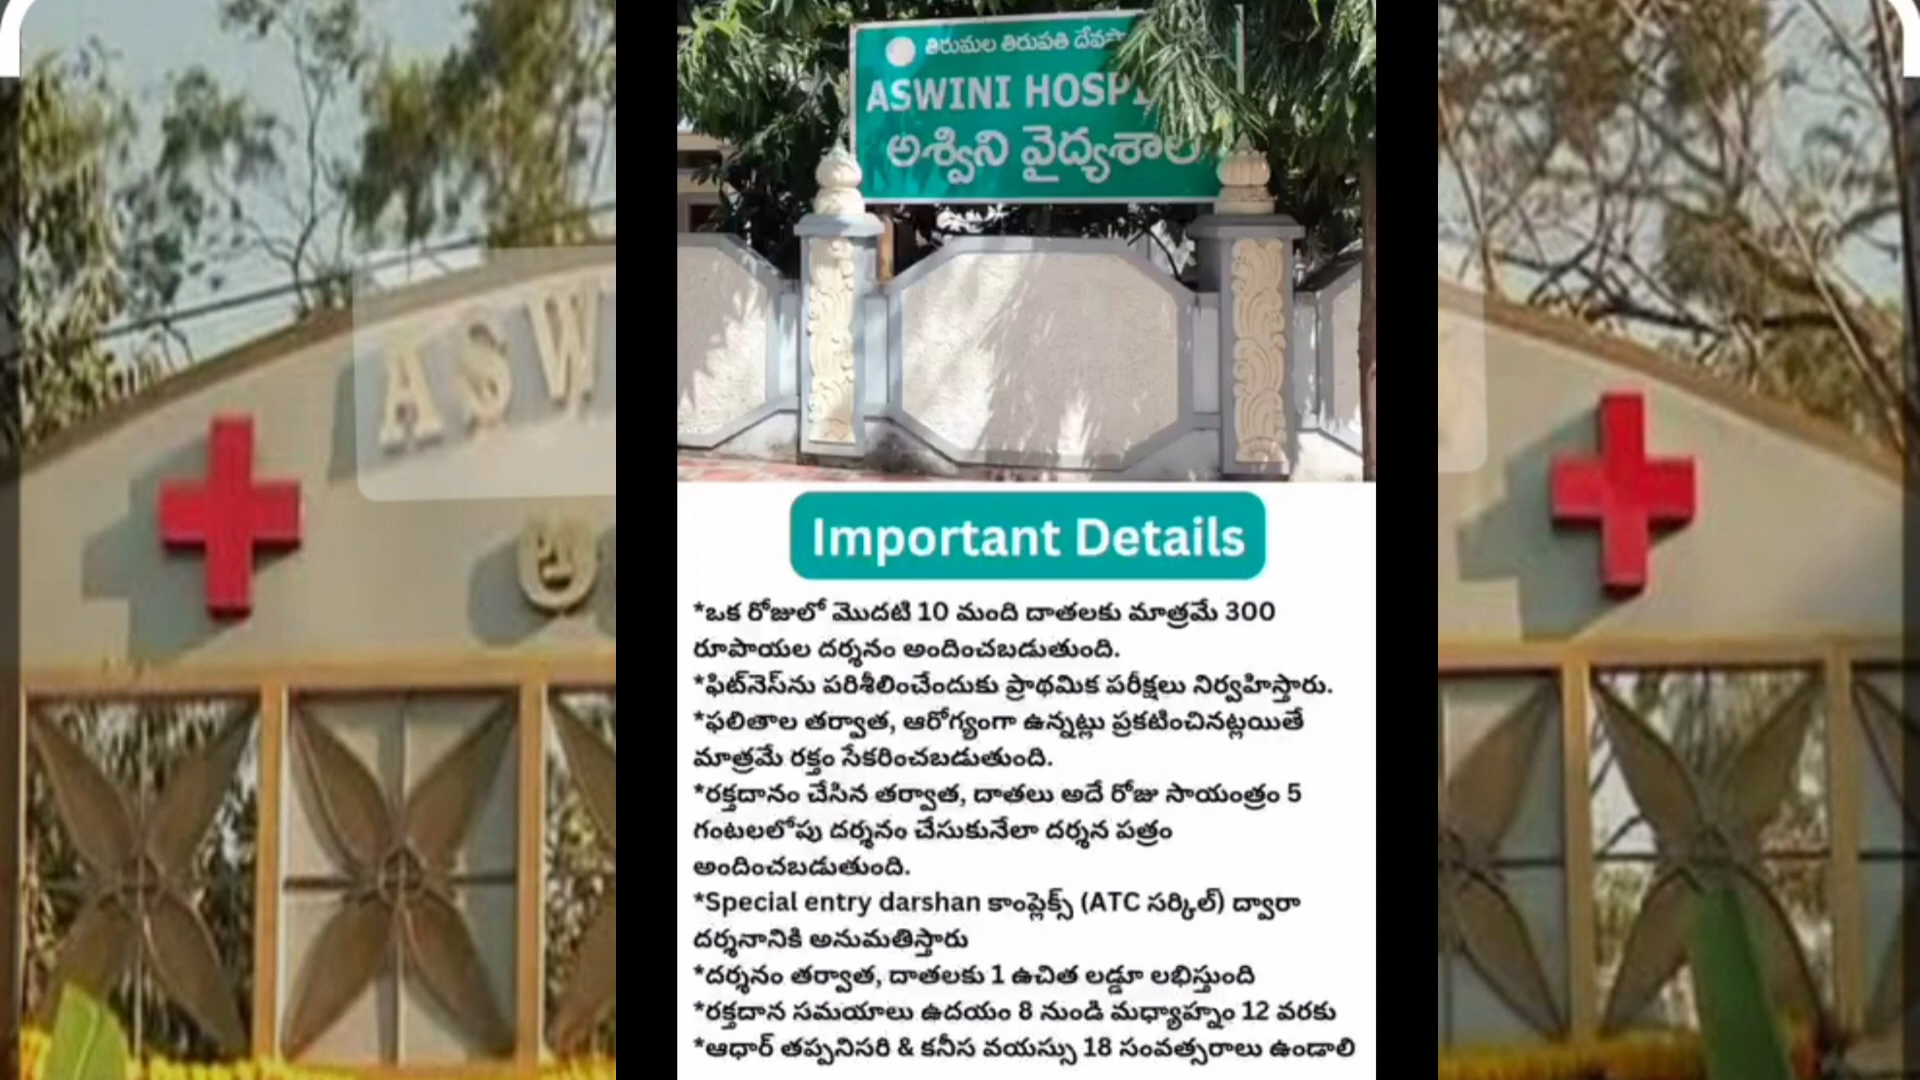 తిరుమల తిరుపతి
ASWINI
అశ్విని వైద్యశాల
ASW
Important Details
*ఒక రోజులో మొదటి 10 మంది దాతలకు మాత్రమే 300
రూపాయల దర్శనం అందించబడుతుంది.
*ఫిట్‌నెస్‌ను పరిశీలించేందుకు ప్రాథమిక పరీక్షలు నిర్వహిస్తారు.
*ఫలితాల తర్వాత, ఆరోగ్యంగా ఉన్నట్లు ప్రకటించినట్లయితే
మాత్రమే రక్తం సేకరించబడుతుంది.
*రక్తదానం చేసిన తర్వాత, దాతలు అదే రోజు సాయంత్రం 5
గంటలలోపు దర్శనం చేసుకునేలా దర్శన పత్రం
అందించబడుతుంది.
*Special entry darshan కాంప్లెక్స్ (ATC సర్కిల్) ద్వారా
దర్శనానికి అనుమతిస్తారు
*దర్శనం తర్వాత, దాతలకు 1 ఉచిత లడ్డూ లభిస్తుంది
*రక్తదాన సమయాలు ఉదయం 8 నుండి మధ్యాహ్నం 12 వరకు
*ఆధార్ తప్పనిసరి & కనీస వయస్సు 18 సంవత్సరాలు ఉండాలి